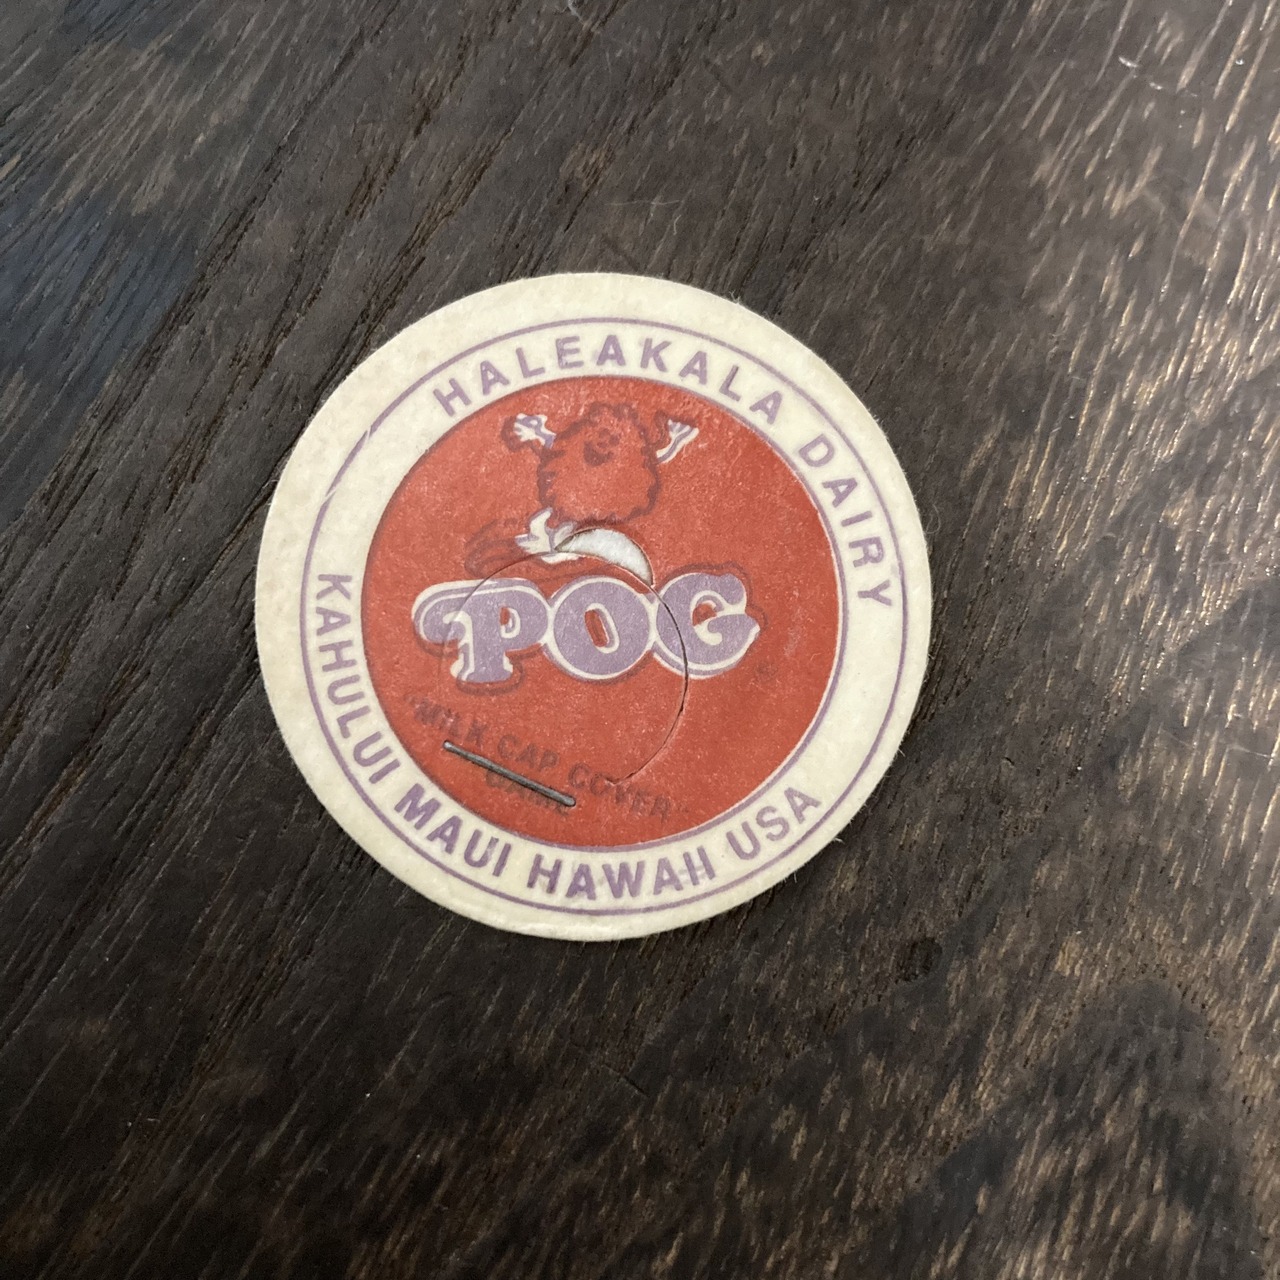 HALEAKALA DAIRY
POG
"MILK CAP COVER"
KAHULUI MAUI HAWAII USA